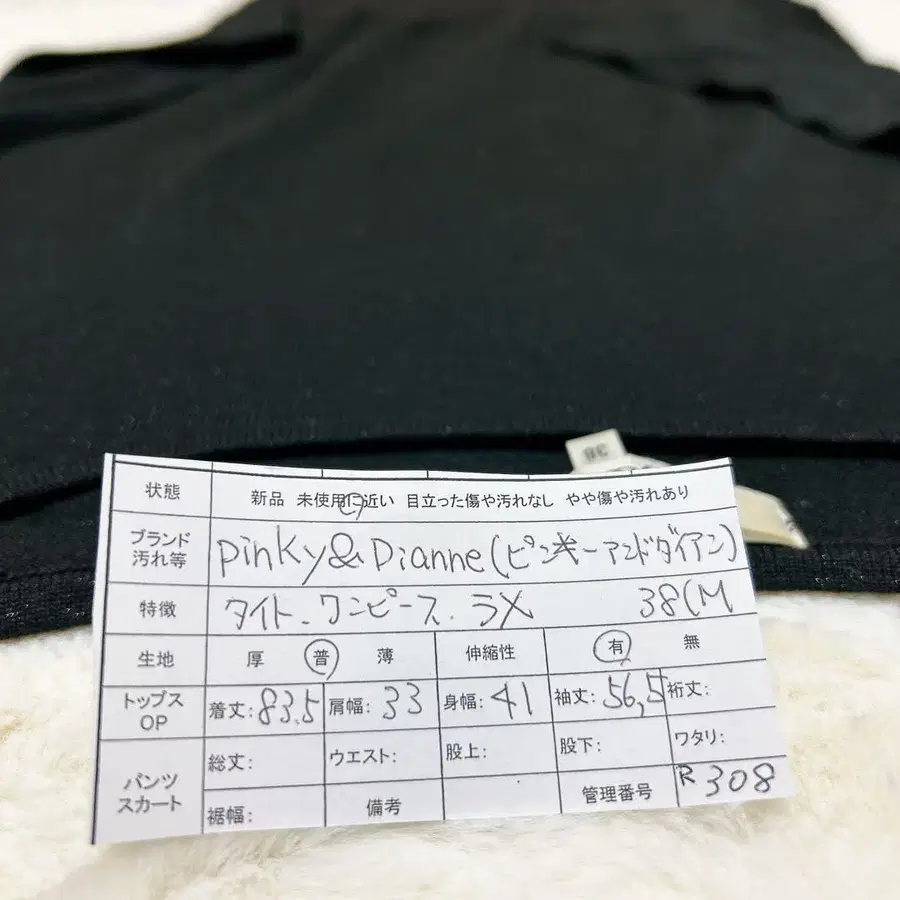 38
状態 新品 未使用に近い 目立った傷や汚れなし やや傷や汚れあり
ブランド 汚れ等 Pinky&Dianne(ピンキーアンドダイアン)
特徴 タイト.ワンピース.ラメ 38(M
生地 厚 普 薄 伸縮性 有 無
トップス OP 着丈:83.5 肩幅:33 身幅:41 袖丈:56,5 裄丈:
パンツ スカート 総丈: ウエスト: 股上: 股下: ワタリ:
裾幅: 備考 管理番号 R308